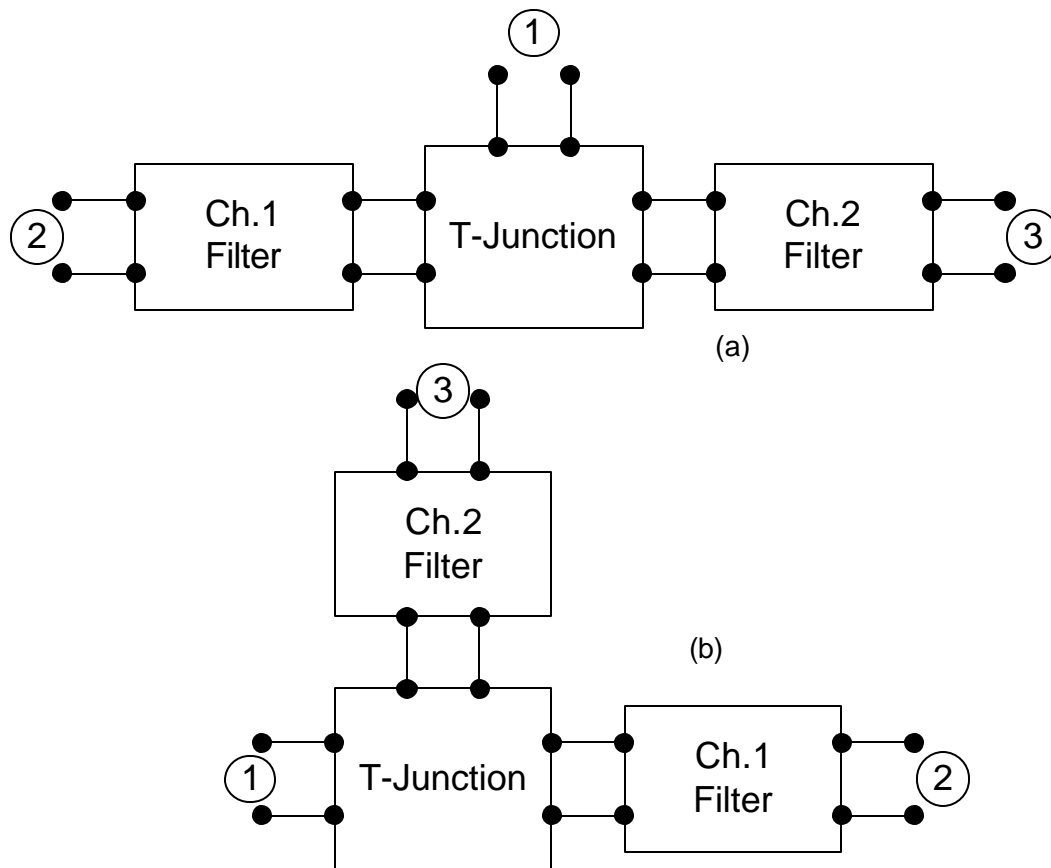 1
Ch.1
Filter
T-Junction
Ch.2
Filter
2
3
(a)
3
Ch.2
Filter
(b)
1
T-Junction
Ch.1
Filter
2